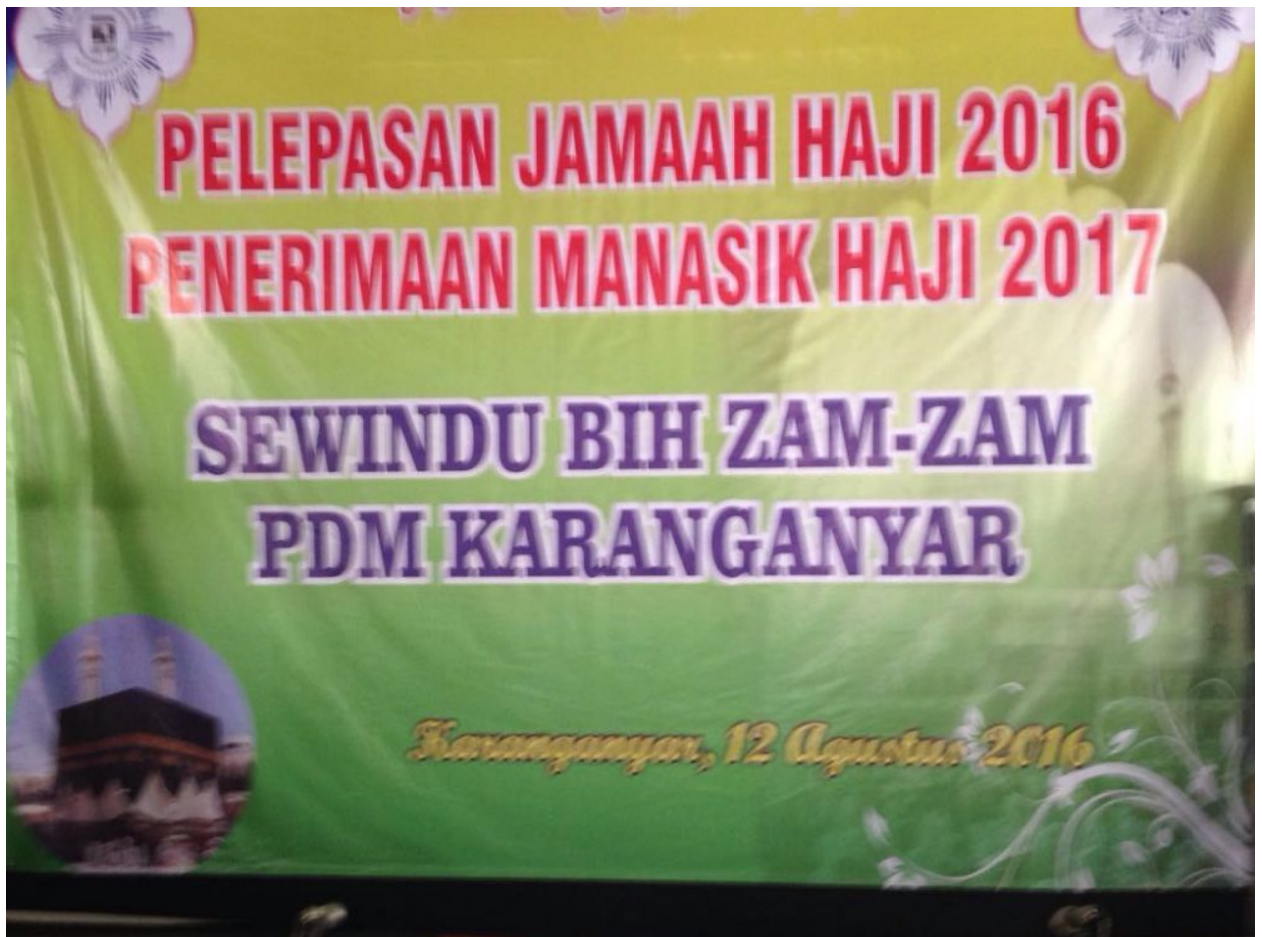 PELEPASAN JAMAAH HAJI 2016
PENERIMAAN MANASIK HAJI 2017
SEWINDU BIH ZAM-ZAM
PDM KARANGANYAR
Karanganyar, 12 Agustus 2016